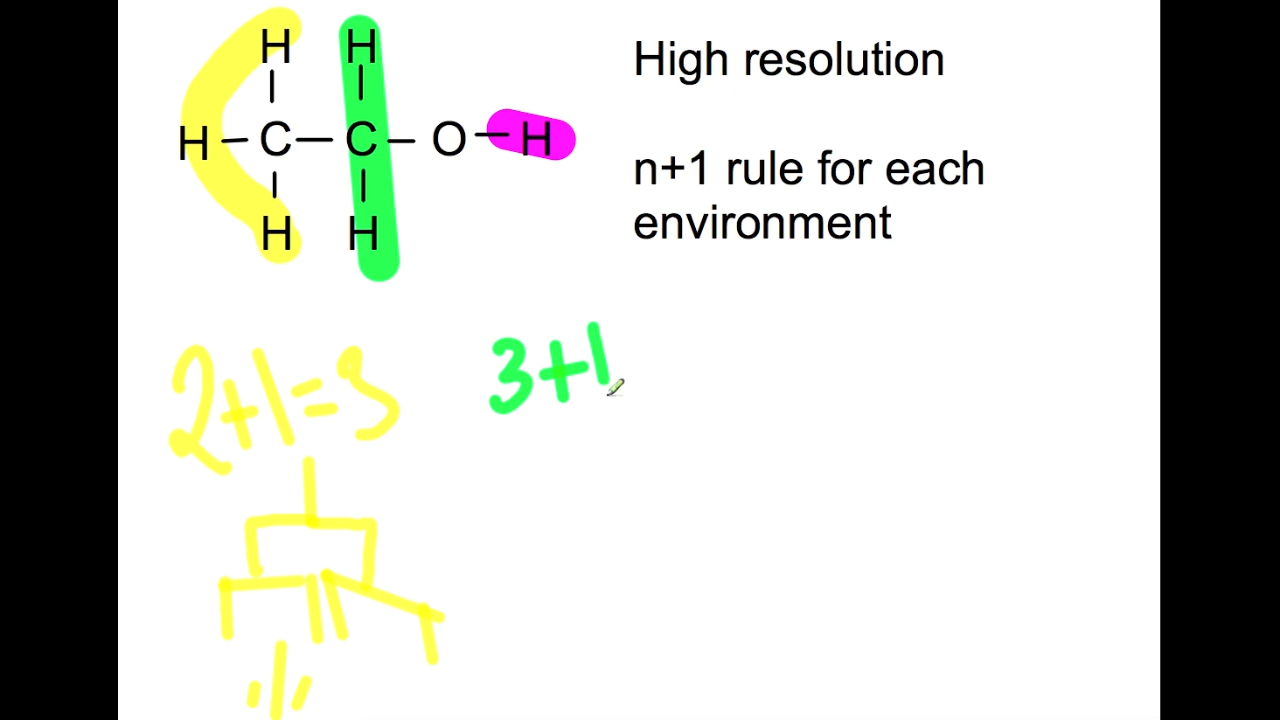 H H
H – C – C – O – H
H H
High resolution
n+1 rule for each
environment
2+1=3
3+1